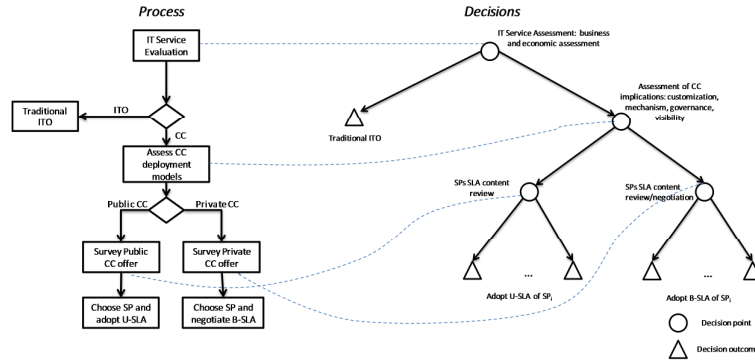 Process
Decisions
IT Service
Evaluation
IT Service Assessment: business
and economic assessment
Traditional
ITO
ITO
CC
Traditional ITO
Assessment of CC
implications: customization,
mechanism, governance,
visibility
Assess CC
deployment
models
Public CC
Private CC
SPs SLA content
review
SPs SLA content
review/negotiation
Survey Public
CC offer
Survey Private
CC offer
...
...
Choose SP and
adopt U-SLA
Choose SP and
negotiate B-SLA
Adopt U-SLA of SPi
Adopt B-SLA of SPi
Decision point
Decision outcome